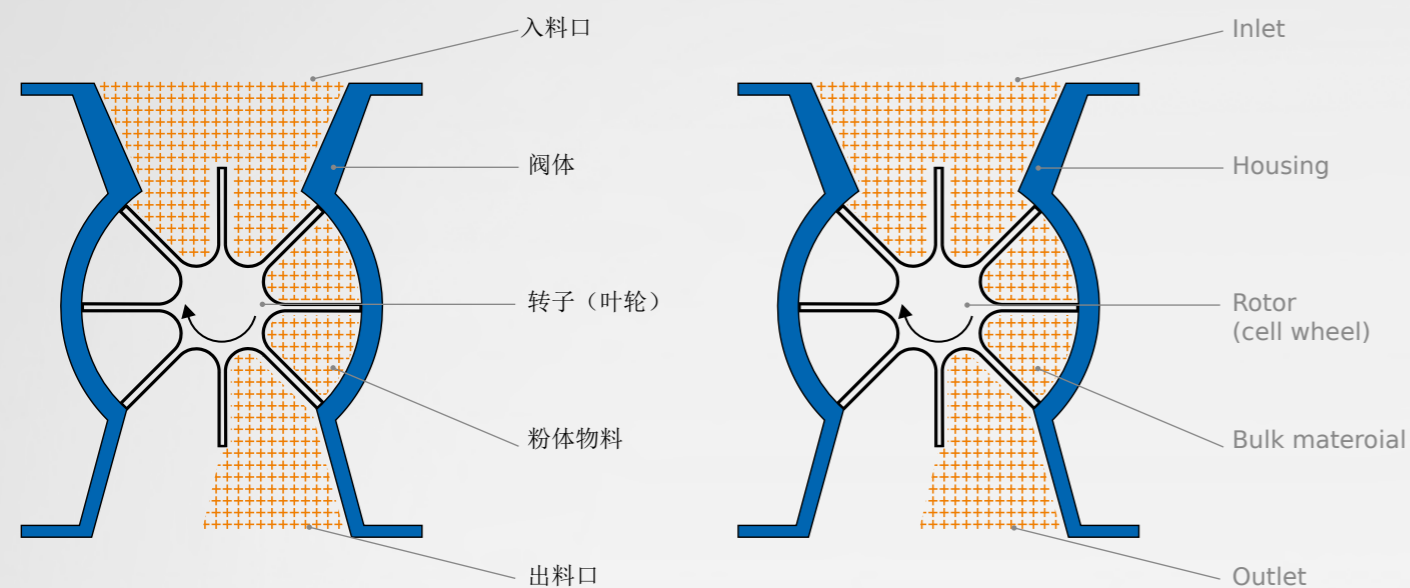 入料口
阀体
转子（叶轮）
粉体物料
出料口
Inlet
Housing
Rotor
(cell wheel)
Bulk materoial
Outlet